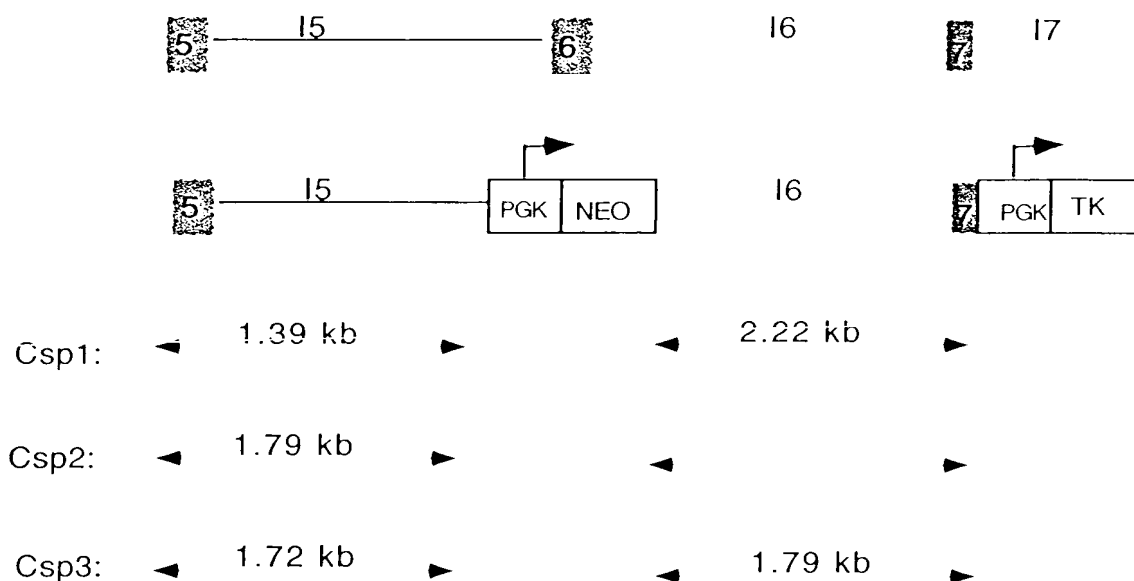 5 I5 6 I6 7 I7
5 I5 PGK NEO I6 7 PGK TK
Csp1: 1.39 kb 2.22 kb
Csp2: 1.79 kb
Csp3: 1.72 kb 1.79 kb